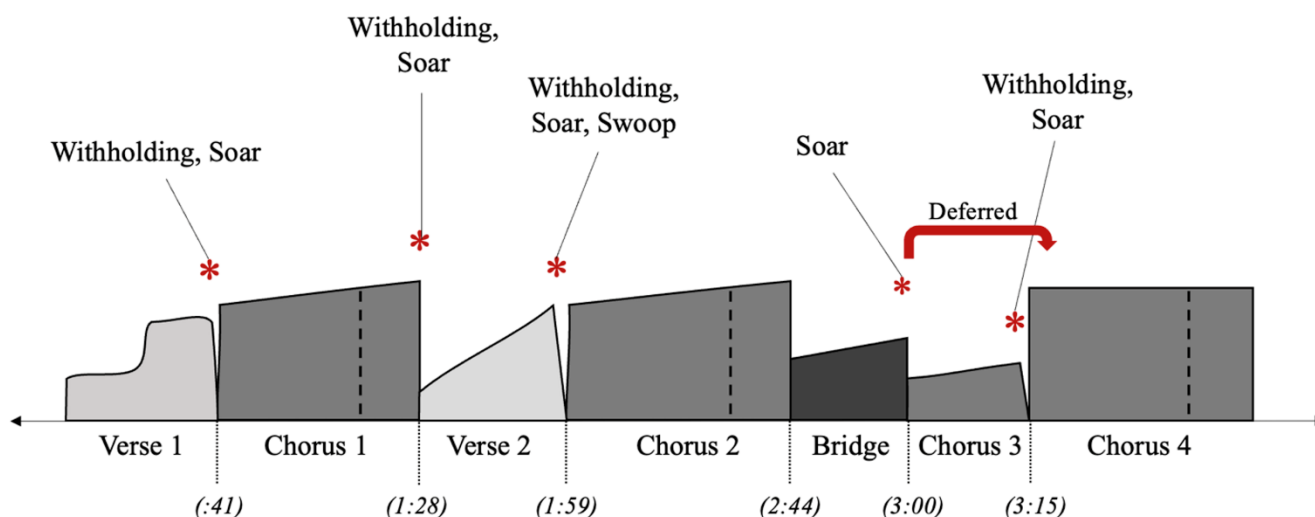 Withholding,
Soar
Withholding,
Soar, Swoop
Withholding,
Soar
Withholding, Soar
Soar
Deferred
*
*
*
*
*
Verse 1
Chorus 1
Verse 2
Chorus 2
Bridge
Chorus 3
Chorus 4
(:41)
(1:28)
(1:59)
(2:44)
(3:00)
(3:15)